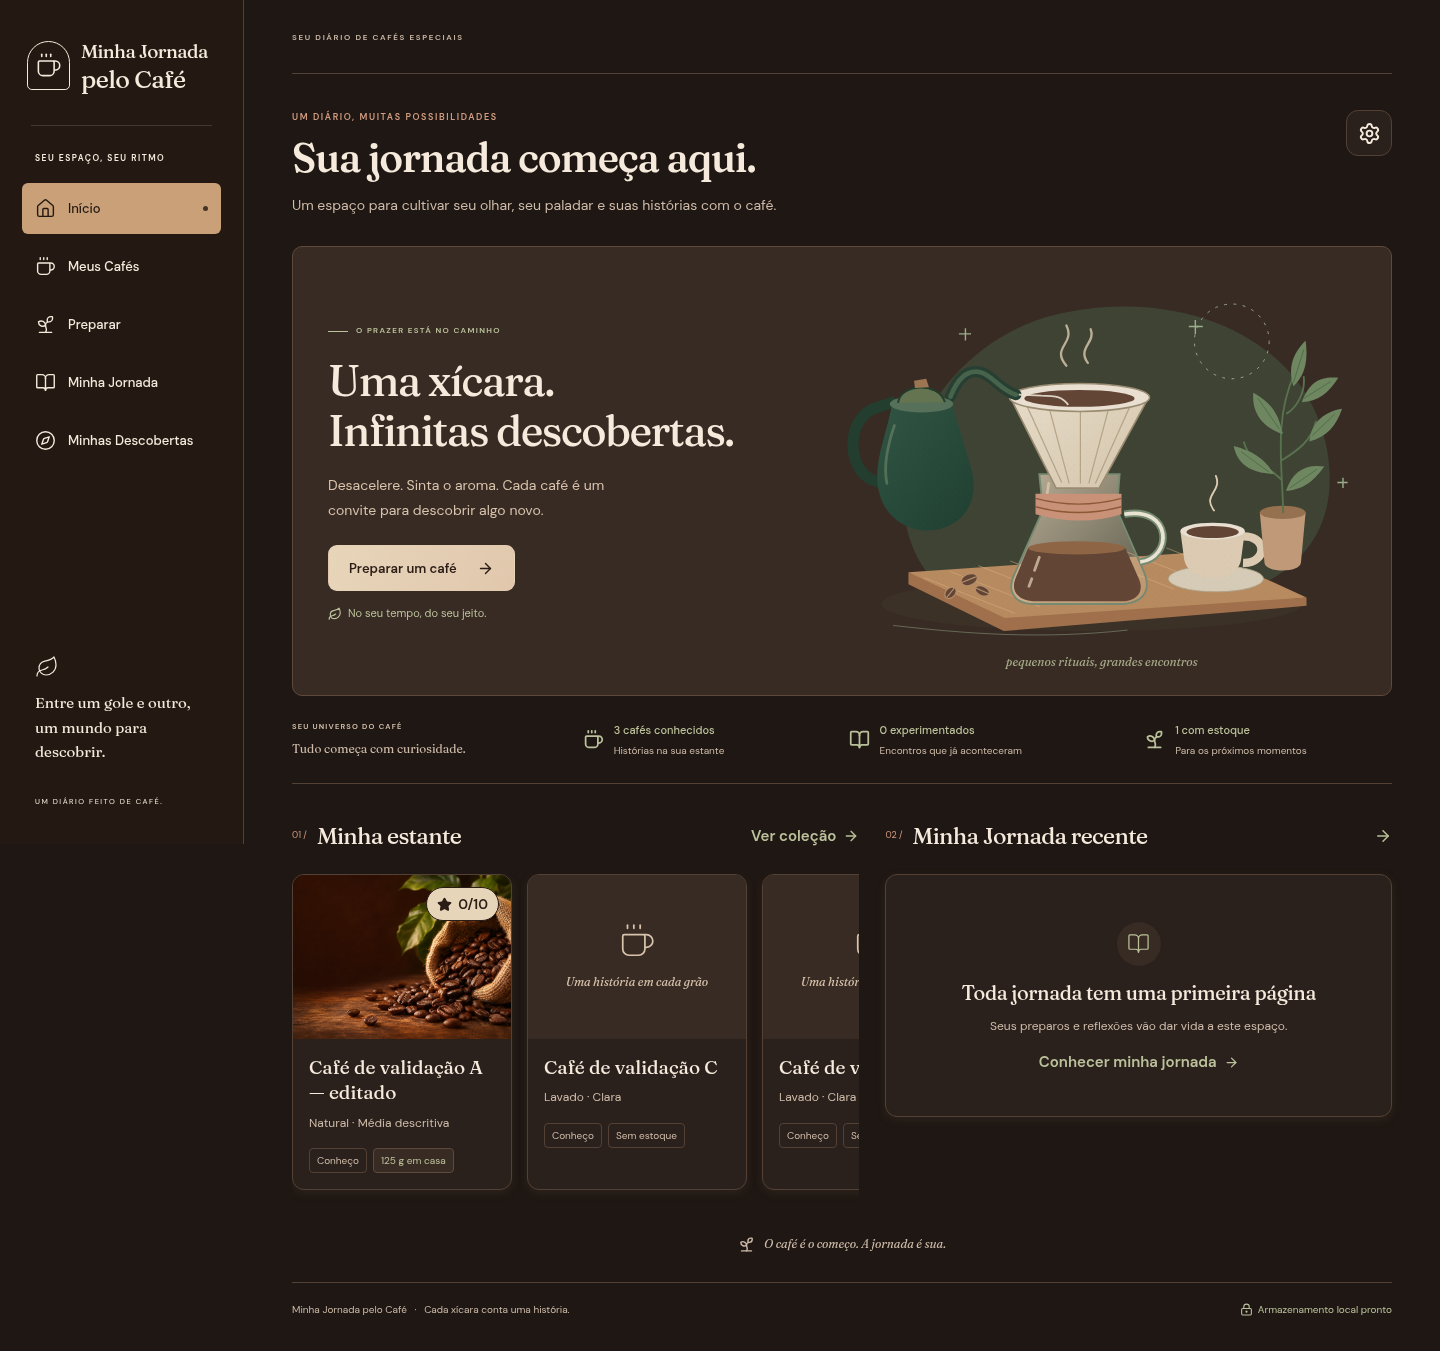 Minha Jornada
pelo Café
SEU ESPAÇO, SEU RITMO
Início
Meus Cafés
Preparar
Minha Jornada
Minhas Descobertas
Entre um gole e outro,
um mundo para
descobrir.
UM DIÁRIO FEITO DE CAFÉ.
SEU DIÁRIO DE CAFÉS ESPECIAIS
UM DIÁRIO, MUITAS POSSIBILIDADES
Sua jornada começa aqui.
Um espaço para cultivar seu olhar, seu paladar e suas histórias com o café.
O PRAZER ESTÁ NO CAMINHO
Uma xícara.
Infinitas descobertas.
Desacelere. Sinta o aroma. Cada café é um
convite para descobrir algo novo.
Preparar um café
No seu tempo, do seu jeito.
pequenos rituais, grandes encontros
SEU UNIVERSO DO CAFÉ
Tudo começa com curiosidade.
3 cafés conhecidos
Histórias na sua estante
0 experimentados
Encontros que já aconteceram
1 com estoque
Para os próximos momentos
01 / Minha estante
Ver coleção
0/10
Café de validação A
— editado
Natural · Média descritiva
Conheço
125 g em casa
Uma história em cada grão
Café de validação C
Lavado · Clara
Conheço
Sem estoque
Uma histór
Café de v
Lavado · Clara
Conheço
Se
02 / Minha Jornada recente
Toda jornada tem uma primeira página
Seus preparos e reflexões vão dar vida a este espaço.
Conhecer minha jornada
O café é o começo. A jornada é sua.
Minha Jornada pelo Café · Cada xícara conta uma história.
Armazenamento local pronto